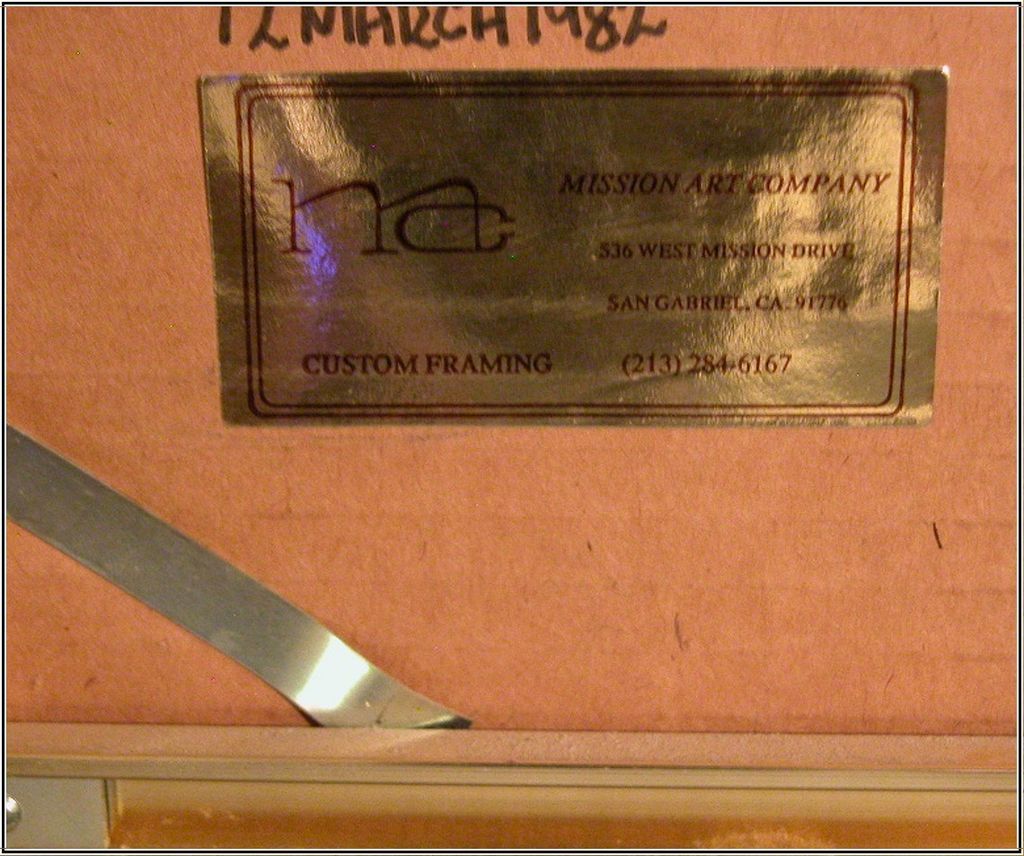 12 MARCH 1982
mac
MISSION ART COMPANY
536 WEST MISSION DRIVE
SAN GABRIEL, CA. 91776
CUSTOM FRAMING (213) 284-6167